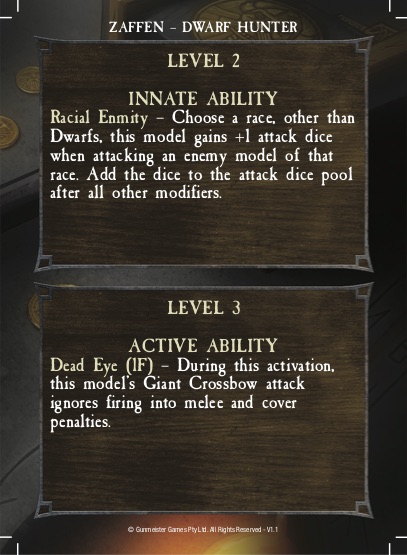 ZAFFEN – DWARF HUNTER
LEVEL 2
INNATE ABILITY
Racial Enmity – Choose a race, other than
Dwarfs, this model gains +1 attack dice
when attacking an enemy model of that
race. Add the dice to the attack dice pool
after all other modifiers.
LEVEL 3
ACTIVE ABILITY
Dead Eye (1F) – During this activation,
this model's Giant Crossbow attack
ignores firing into melee and cover
penalties.
© Gunmeister Games Pty Ltd. All Rights Reserved - V1.1